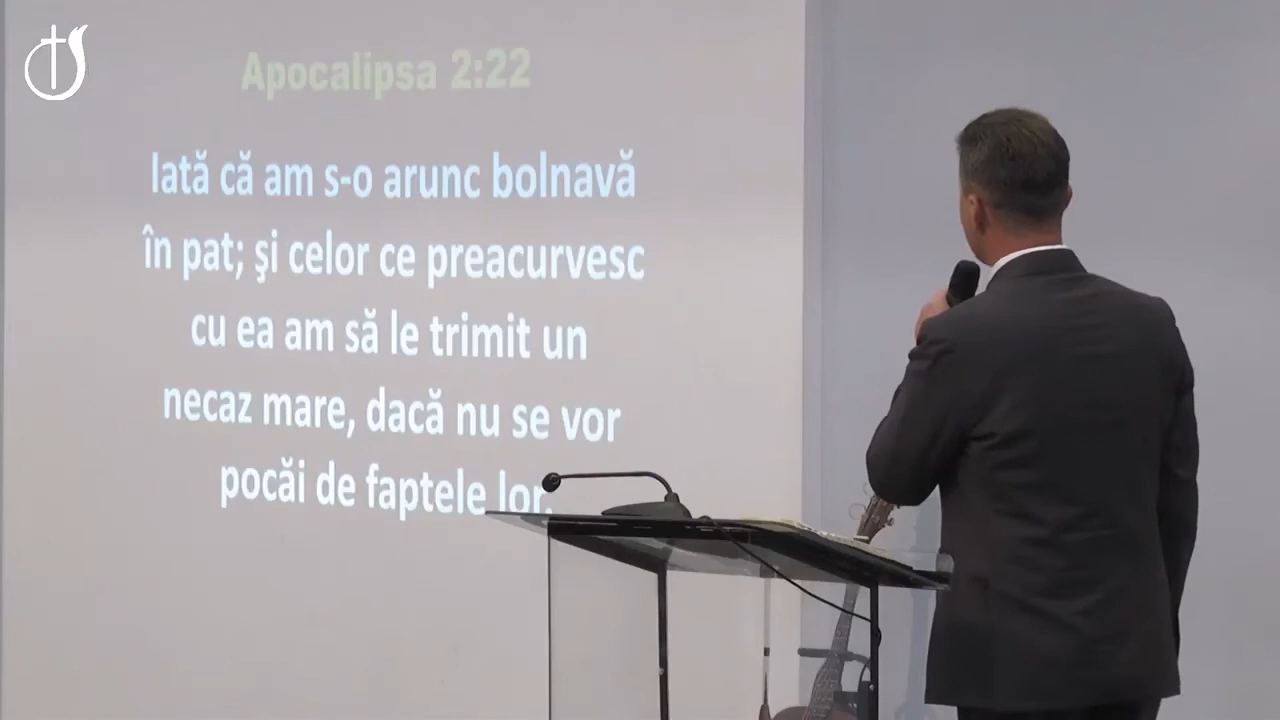 Apocalipsa 2:22
Iată că am s-o arunc bolnavă
în pat; şi celor ce preacurvesc
cu ea am să le trimit un
necaz mare, dacă nu se vor
pocăi de faptele lor.